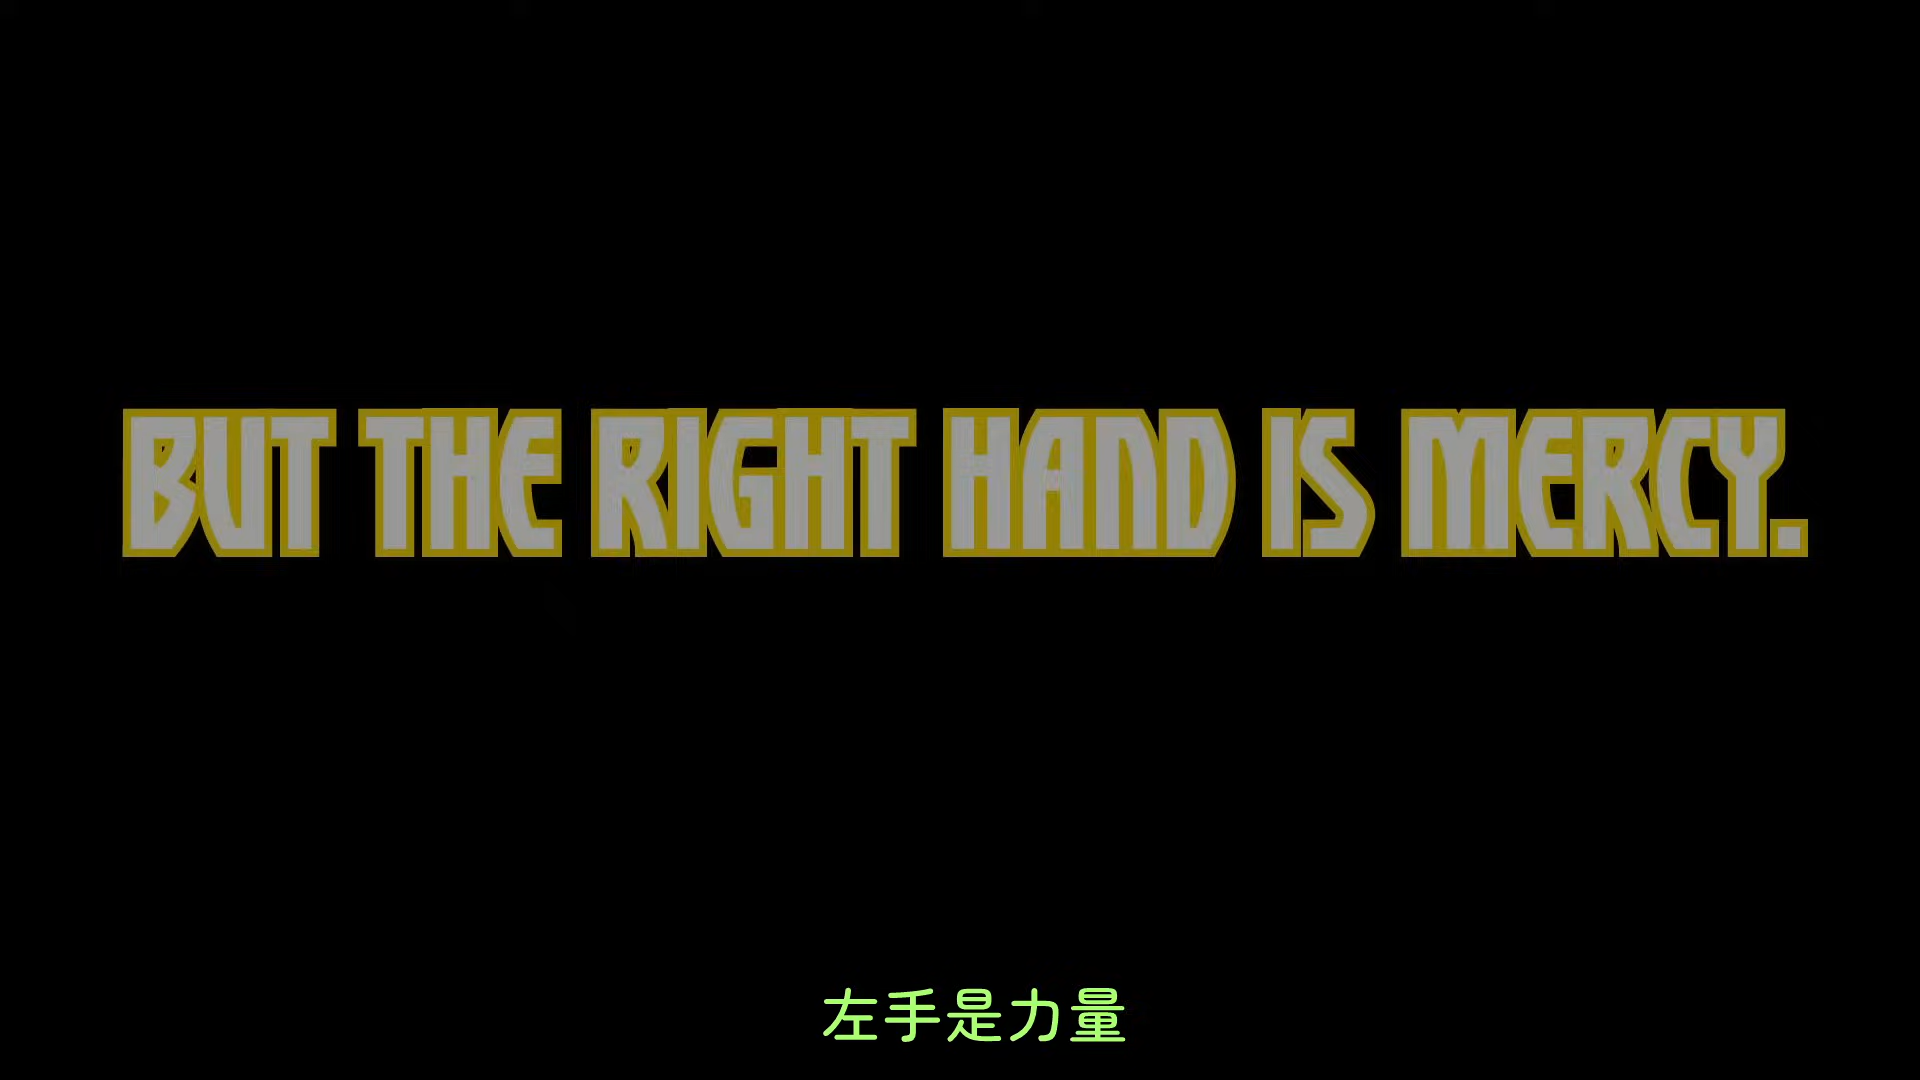 BUT THE RIGHT HAND IS MERCY.
左手是力量